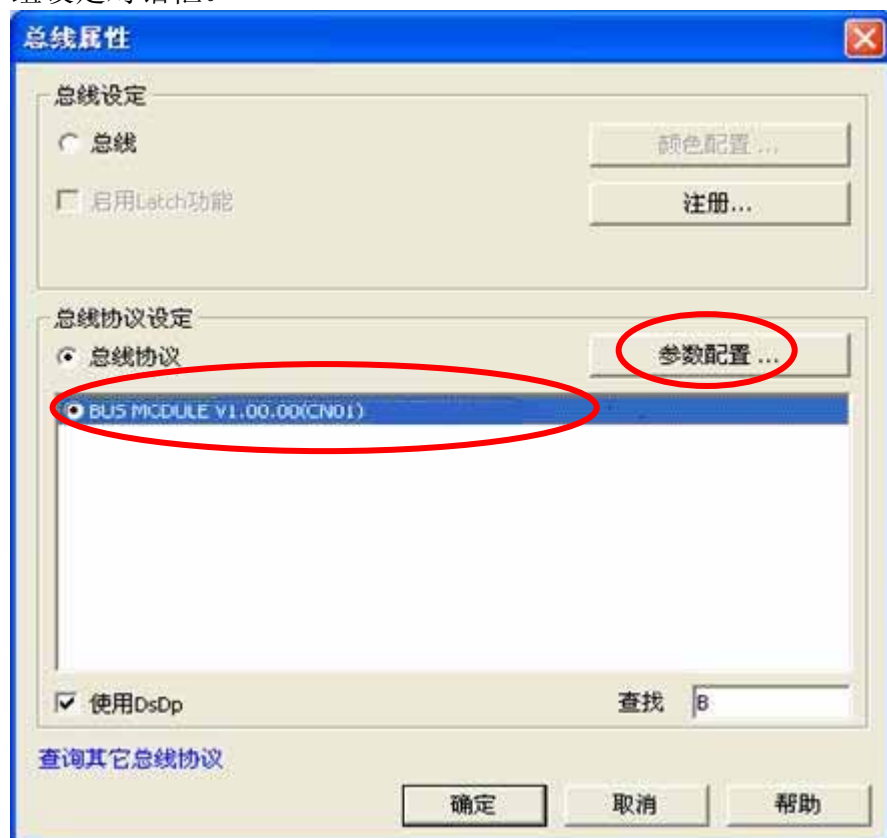 总线属性
总线设定
总线
颜色配置 ...
启用Latch功能
注册...
总线协议设定
总线协议
参数配置 ...
BUS MODULE V1.00.00(CN01)
使用DsDp
查找 B
查询其它总线协议
确定 取消 帮助